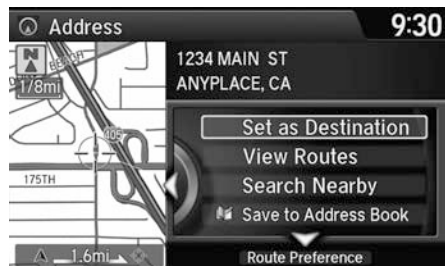 Address
9:30
N
BEACH
1/8mi
405
175TH
1.6mi
1234 MAIN ST
ANYPLACE, CA
Set as Destination
View Routes
Search Nearby
Save to Address Book
Route Preference